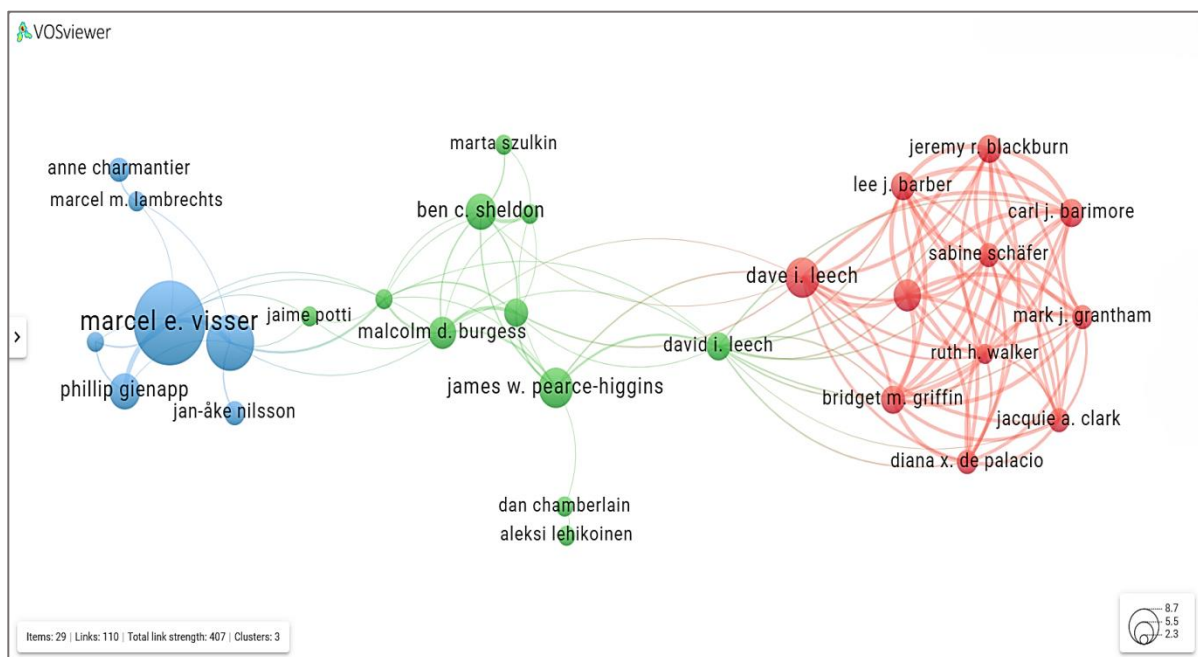 VOSviewer
marta szulkin
jeremy r. blackburn
anne charmantier
lee j. barber
marcel m. lambrechts
ben c. sheldon
carl j. barimore
sabine schäfer
dave i. leech
marcel e. visser
jaime potti
mark j. grantham
malcolm d. burgess
david i. leech
ruth h. walker
phillip gienapp
james w. pearce-higgins
bridget m. griffin
jan-åke nilsson
jacquie a. clark
diana x. de palacio
dan chamberlain
aleksi lehikoinen
Items: 29 | Links: 110 | Total link strength: 407 | Clusters: 3
8.7
5.5
2.3